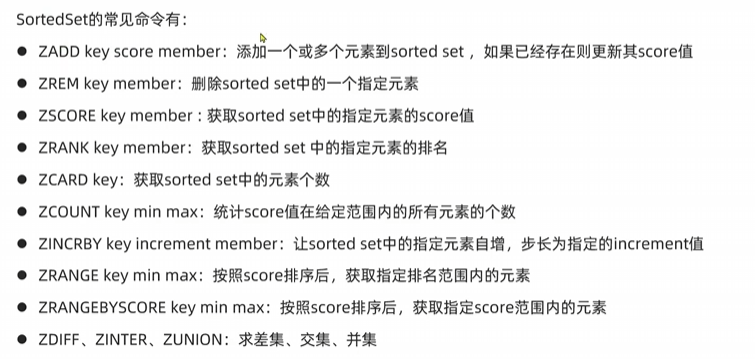 SortedSet的常见命令有：
● ZADD key score member：添加一个或多个元素到sorted set ，如果已经存在则更新其score值
● ZREM key member：删除sorted set中的一个指定元素
● ZSCORE key member : 获取sorted set中的指定元素的score值
● ZRANK key member：获取sorted set 中的指定元素的排名
● ZCARD key：获取sorted set中的元素个数
● ZCOUNT key min max：统计score值在给定范围内的所有元素的个数
● ZINCRBY key increment member：让sorted set中的指定元素自增，步长为指定的increment值
● ZRANGE key min max：按照score排序后，获取指定排名范围内的元素
● ZRANGEBYSCORE key min max：按照score排序后，获取指定score范围内的元素
● ZDIFF、ZINTER、ZUNION：求差集、交集、并集